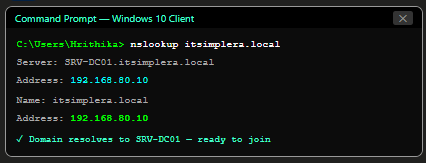 Command Prompt — Windows 10 Client
C:\Users\Hrithika> nslookup itsimplera.local
Server: SRV-DC01.itsimplera.local
Address: 192.168.80.10
Name: itsimplera.local
Address: 192.168.80.10
✓ Domain resolves to SRV-DC01 — ready to join